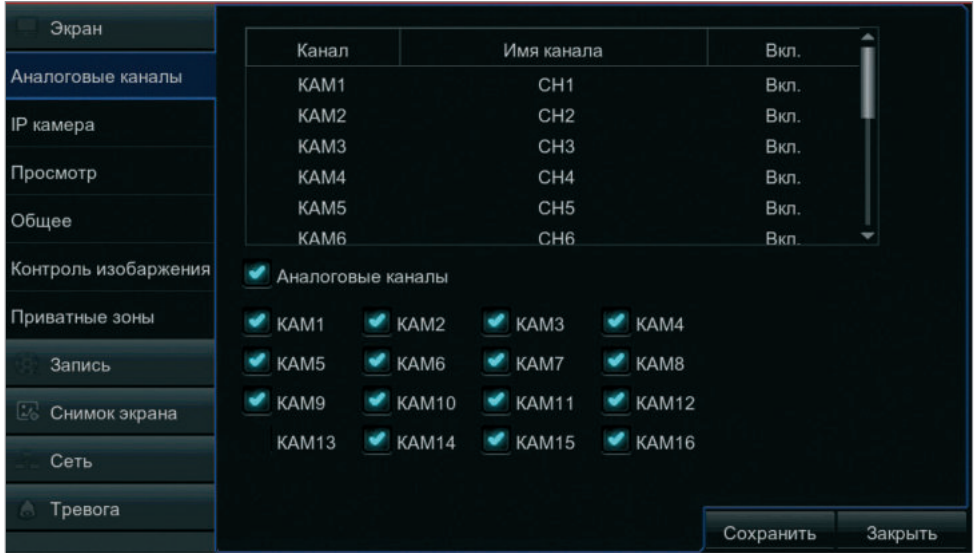 Экран
Аналоговые каналы
IP камера
Просмотр
Общее
Контроль изобаржения
Приватные зоны
Запись
Снимок экрана
Сеть
Тревога
Канал Имя канала Вкл.
КАМ1 CH1 Вкл.
КАМ2 CH2 Вкл.
КАМ3 CH3 Вкл.
КАМ4 CH4 Вкл.
КАМ5 CH5 Вкл.
КАМ6 CH6 Вкл.
Аналоговые каналы
КАМ1 КАМ2 КАМ3 КАМ4
КАМ5 КАМ6 КАМ7 КАМ8
КАМ9 КАМ10 КАМ11 КАМ12
КАМ13 КАМ14 КАМ15 КАМ16
Сохранить Закрыть